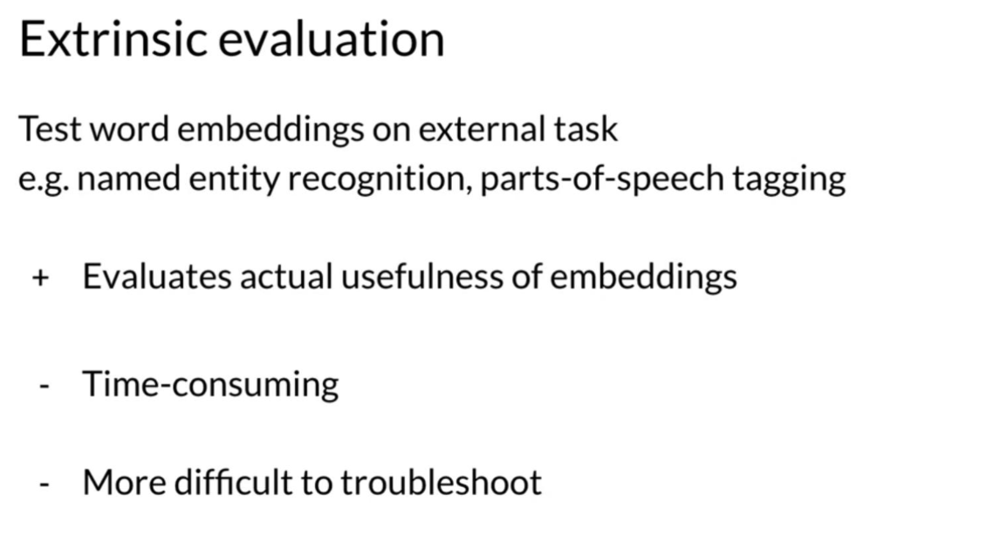 Extrinsic evaluation
Test word embeddings on external task
e.g. named entity recognition, parts-of-speech tagging
+ Evaluates actual usefulness of embeddings
- Time-consuming
- More difficult to troubleshoot